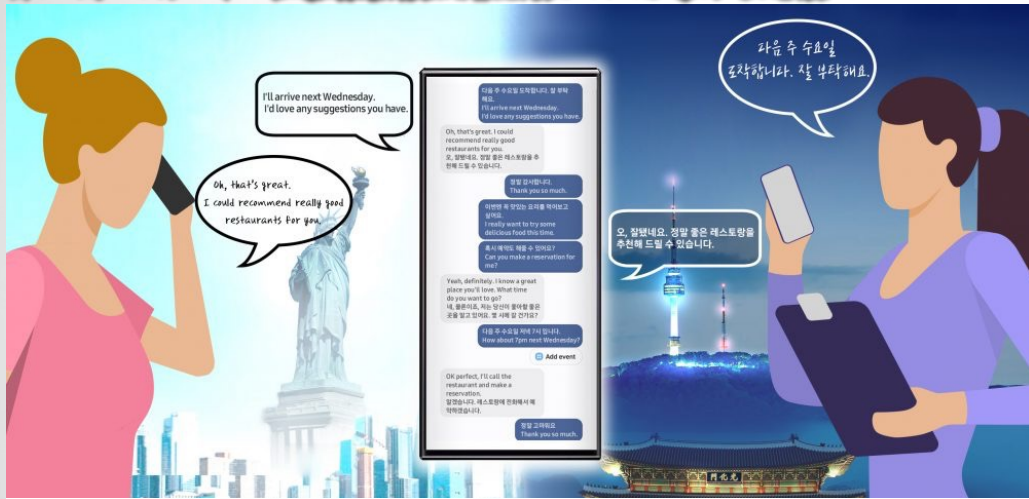 I'll arrive next Wednesday.
I'd love any suggestions you have.
Oh, that's great.
I could recommend really good
restaurants for you.
다음 주 수요일 도착합니다. 잘 부탁
해요.
I'll arrive next Wednesday.
I'd love any suggestions you have.
Oh, that's great. I could
recommend really good
restaurants for you.
오, 잘됐네요. 정말 좋은 레스토랑을 추
천해 드릴 수 있습니다.
정말 감사합니다.
Thank you so much.
이번엔 꼭 맛있는 요리를 먹어보고
싶어요.
I really want to try some
delicious food this time.
혹시 예약도 해줄 수 있어요?
Can you make a reservation for
me?
Yeah, definitely. I know a great
place you'll love. What time
do you want to go?
네, 물론이죠, 저는 당신이 좋아할 좋은
곳을 알고 있어요. 몇 시에 갈 건가요?
다음 주 수요일 저녁 7시 입니다.
How about 7pm next Wednesday?
Add event
OK perfect, I'll call the
restaurant and make a
reservation.
알겠습니다. 레스토랑에 전화해서 예
약하겠습니다.
정말 고마워요
Thank you so much.
다음 주 수요일
도착합니다. 잘 부탁해요.
오, 잘됐네요. 정말 좋은 레스토랑을
추천해 드릴 수 있습니다.
門化光